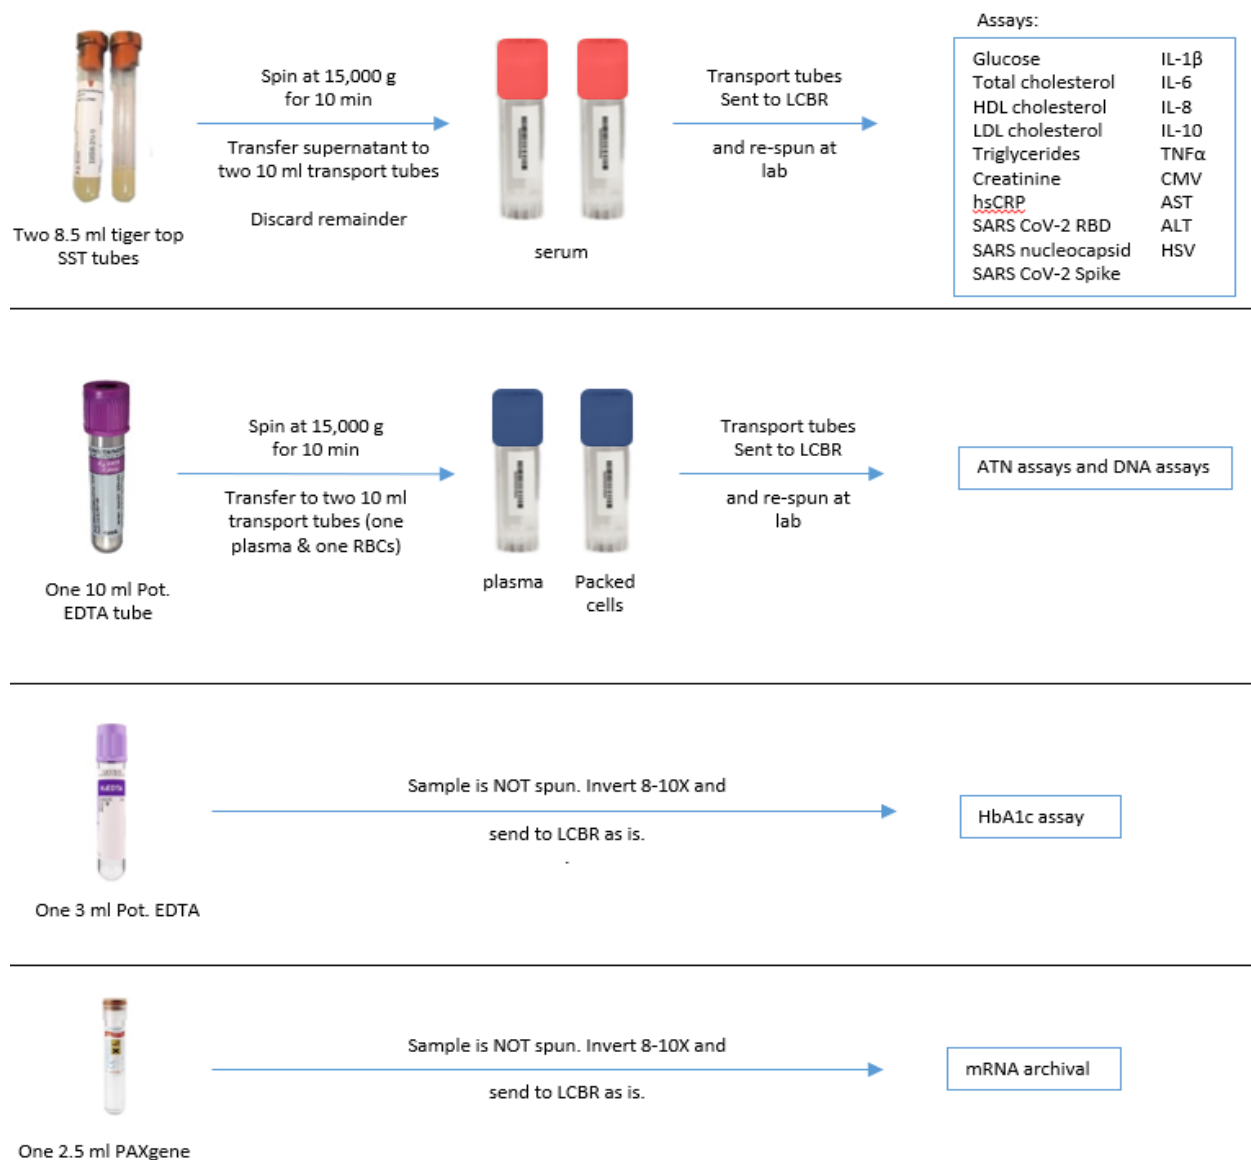 Assays:
Spin at 15,000 g
for 10 min
Transfer supernatant to
two 10 ml transport tubes
Discard remainder
Two 8.5 ml tiger top
SST tubes
serum
Transport tubes
Sent to LCBR
and re-spun at
lab
Glucose
Total cholesterol
HDL cholesterol
LDL cholesterol
Triglycerides
Creatinine
hsCRP
SARS CoV-2 RBD
SARS nucleocapsid
SARS CoV-2 Spike
IL-1β
IL-6
IL-8
IL-10
TNFα
CMV
AST
ALT
HSV
Spin at 15,000 g
for 10 min
Transfer to two 10 ml
transport tubes (one
plasma & one RBCs)
One 10 ml Pot.
EDTA tube
plasma
Packed
cells
Transport tubes
Sent to LCBR
and re-spun at
lab
ATN assays and DNA assays
Sample is NOT spun. Invert 8-10X and
send to LCBR as is.
.
HbA1c assay
One 3 ml Pot. EDTA
Sample is NOT spun. Invert 8-10X and
send to LCBR as is.
mRNA archival
One 2.5 ml PAXgene